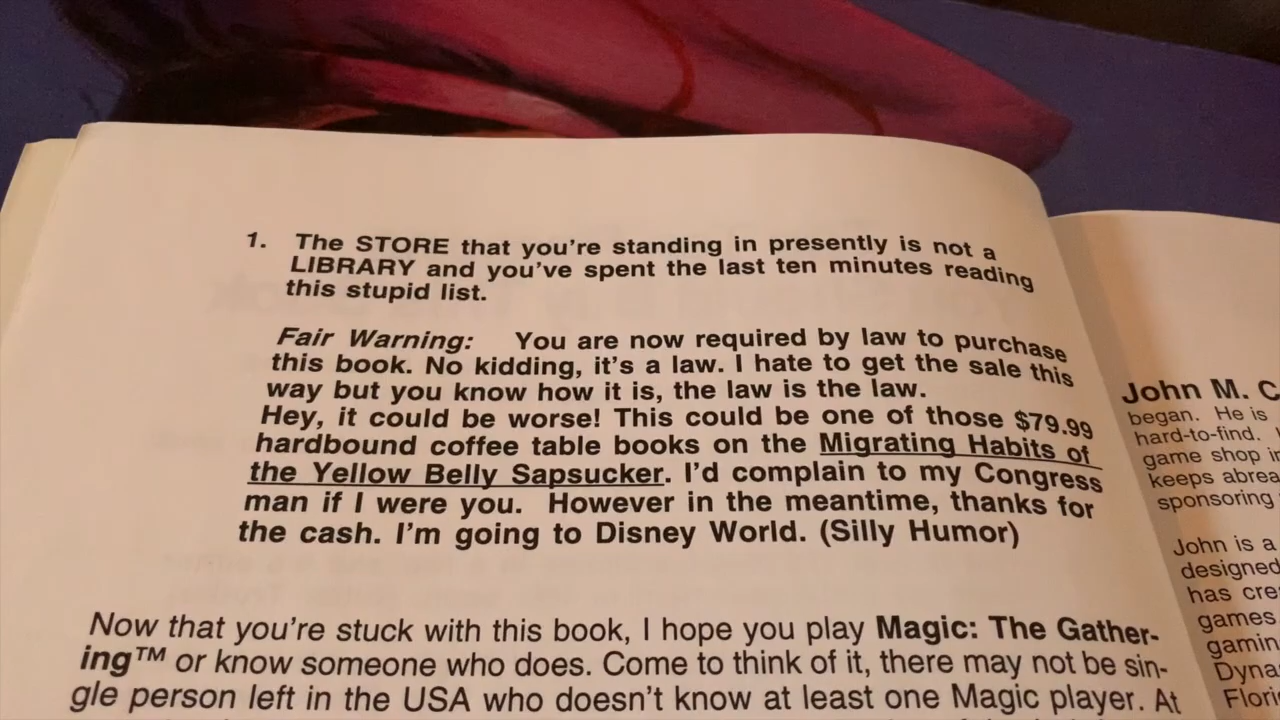 1. The STORE that you're standing in presently is not a
LIBRARY and you've spent the last ten minutes reading
this stupid list.
Fair Warning: You are now required by law to purchase
this book. No kidding, it's a law. I hate to get the sale this
way but you know how it is, the law is the law.
Hey, it could be worse! This could be one of those $79.99
hardbound coffee table books on the Migrating Habits of
the Yellow Belly Sapsucker. I'd complain to my Congress
man if I were you. However in the meantime, thanks for
the cash. I'm going to Disney World. (Silly Humor)
Now that you're stuck with this book, I hope you play Magic: The Gather-
ing™ or know someone who does. Come to think of it, there may not be sin-
gle person left in the USA who doesn't know at least one Magic player. At
John M. C
began. He is
hard-to-find.
game shop in
keeps abrea
sponsoring
John is a
designed
has cre
games
gamin
Dyna
Flori